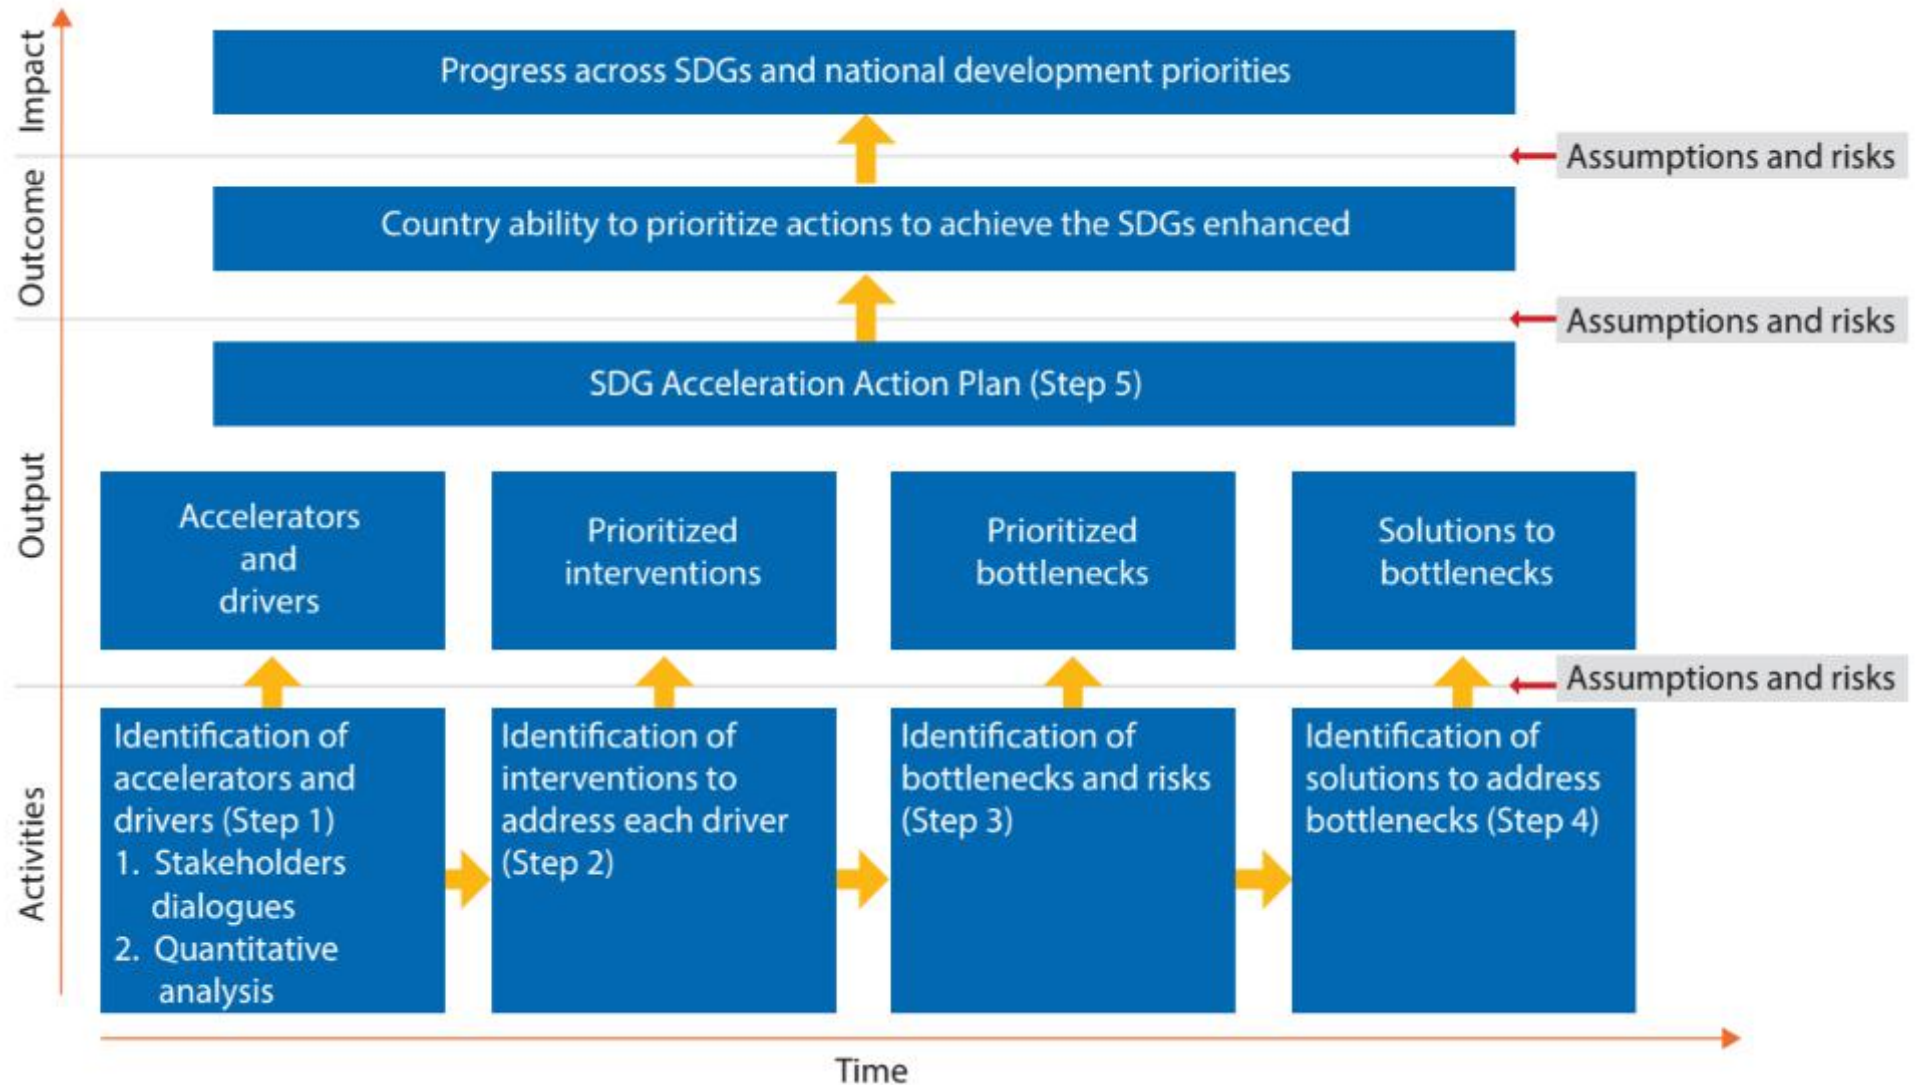 Impact
Progress across SDGs and national development priorities
Assumptions and risks
Outcome
Country ability to prioritize actions to achieve the SDGs enhanced
Assumptions and risks
SDG Acceleration Action Plan (Step 5)
Output
Accelerators
and
drivers
Prioritized
interventions
Prioritized
bottlenecks
Solutions to
bottlenecks
Assumptions and risks
Activities
Identification of
accelerators and
drivers (Step 1)
1. Stakeholders
dialogues
2. Quantitative
analysis
Identification of
interventions to
address each driver
(Step 2)
Identification of
bottlenecks and risks
(Step 3)
Identification of
solutions to address
bottlenecks (Step 4)
Time